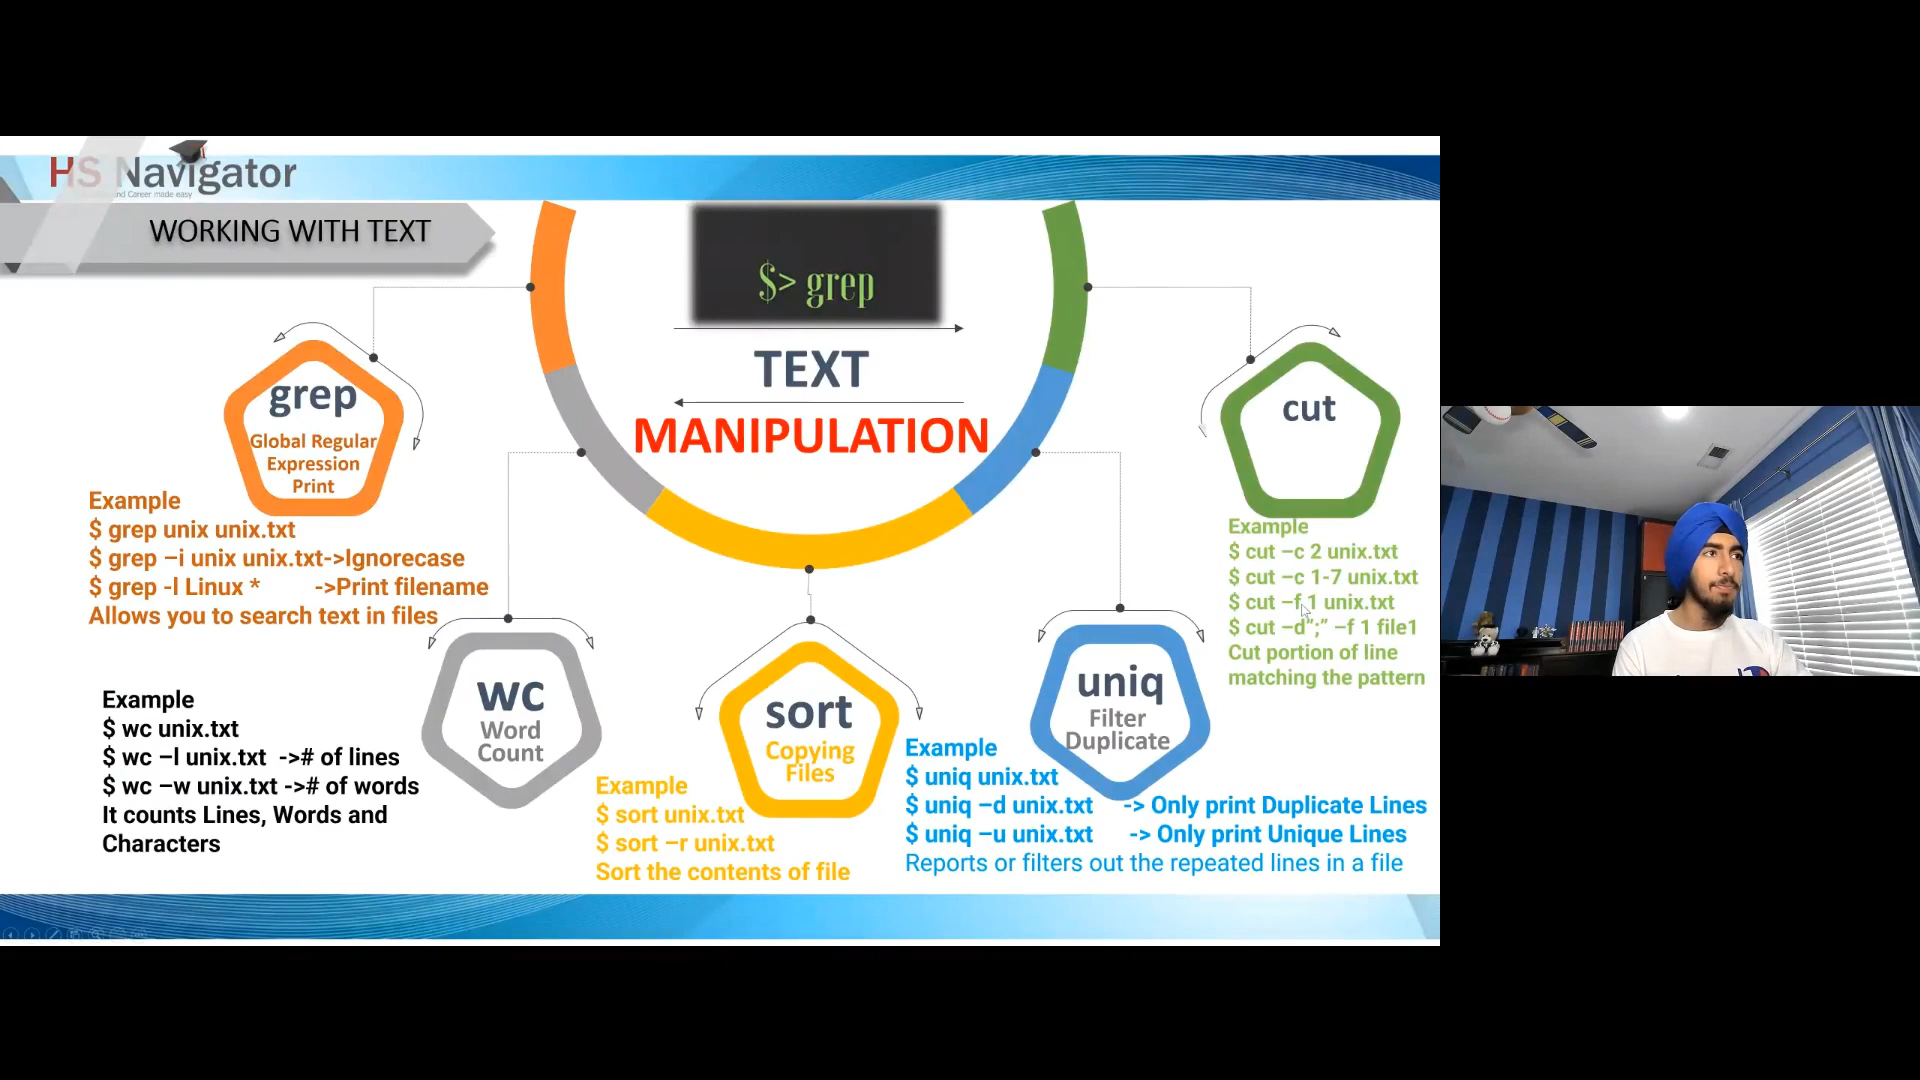 HS Navigator
and Career made easy
WORKING WITH TEXT
$> grep
TEXT
MANIPULATION
grep
Global Regular
Expression
Print
Example
$ grep unix unix.txt
$ grep –i unix unix.txt->Ignorecase
$ grep -l Linux * ->Print filename
Allows you to search text in files
wc
Word
Count
Example
$ wc unix.txt
$ wc –l unix.txt -># of lines
$ wc –w unix.txt -># of words
It counts Lines, Words and
Characters
sort
Copying
Files
Example
$ sort unix.txt
$ sort –r unix.txt
Sort the contents of file
uniq
Filter
Duplicate
Example
$ uniq unix.txt
$ uniq –d unix.txt -> Only print Duplicate Lines
$ uniq –u unix.txt -> Only print Unique Lines
Reports or filters out the repeated lines in a file
cut
Example
$ cut –c 2 unix.txt
$ cut –c 1-7 unix.txt
$ cut –f 1 unix.txt
$ cut –d”;” –f 1 file1
Cut portion of line
matching the pattern